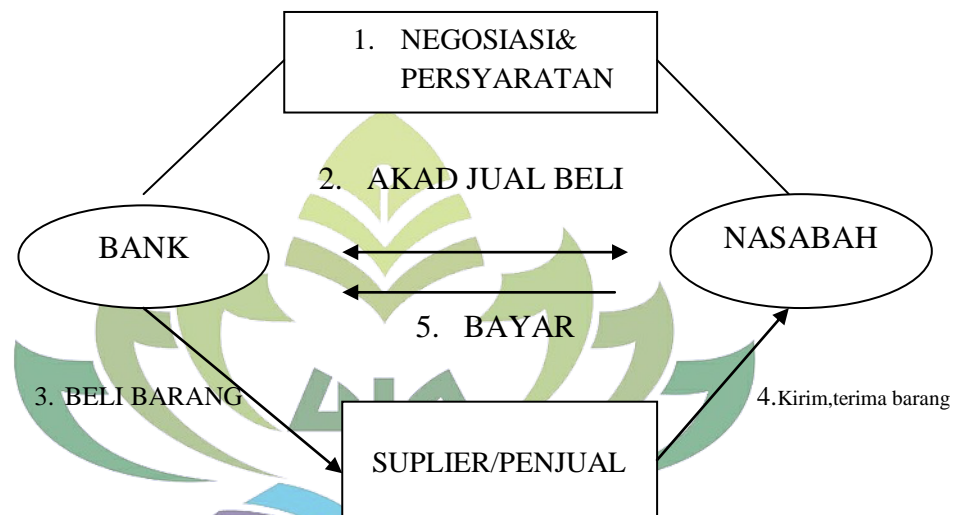 1. NEGOSIASI&
PERSYARATAN
2. AKAD JUAL BELI
BANK
NASABAH
5. BAYAR
3. BELI BARANG
4.Kirim,terima barang
SUPLIER/PENJUAL